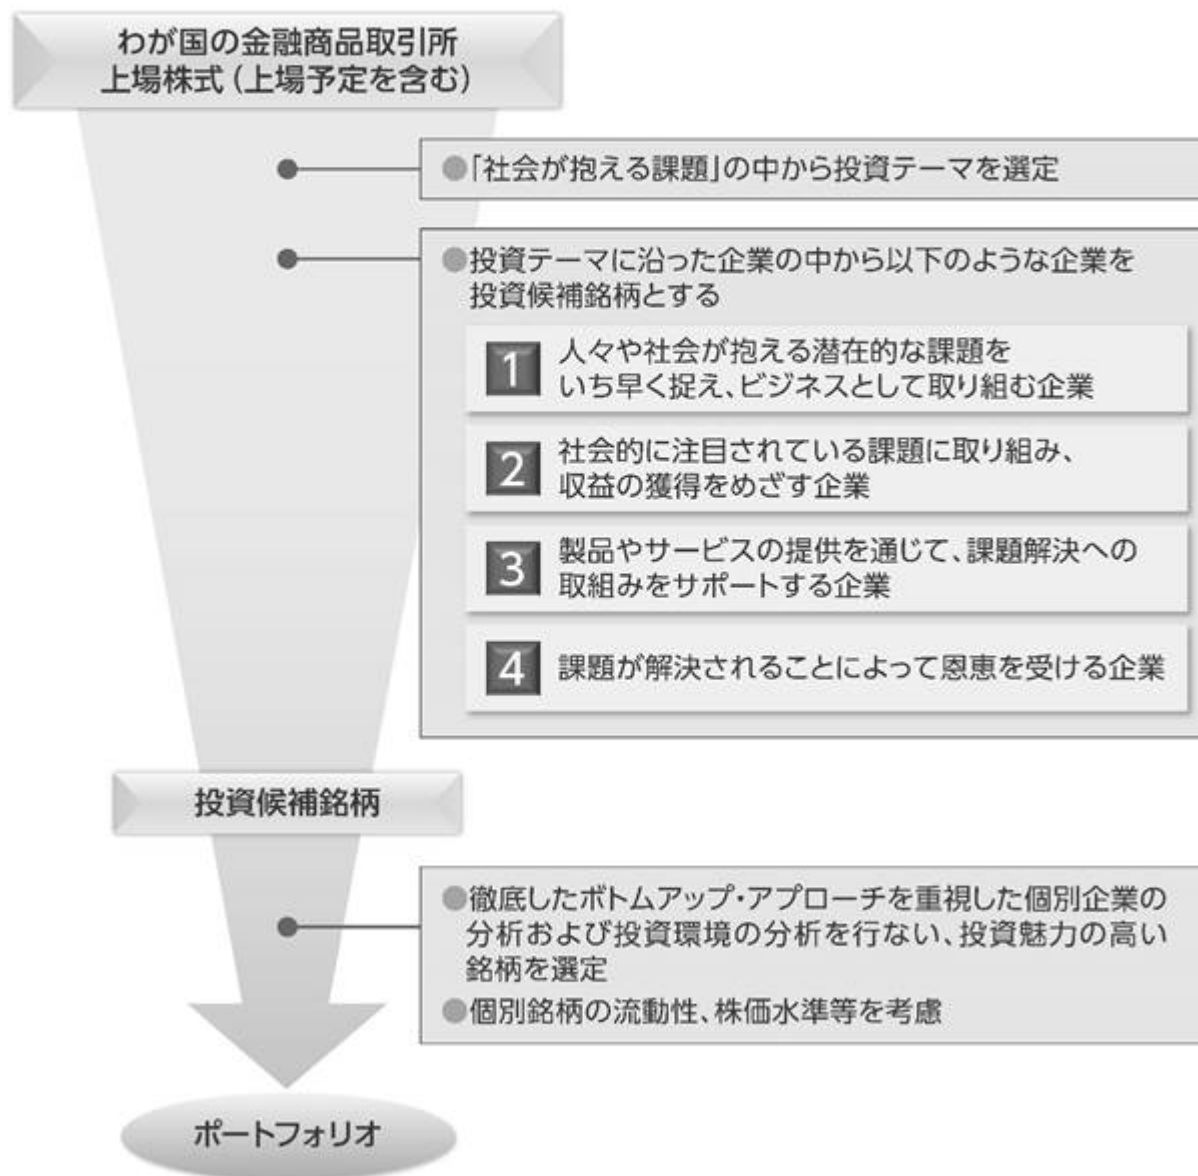 わが国の金融商品取引所
上場株式（上場予定を含む）
●「社会が抱える課題」の中から投資テーマを選定
●投資テーマに沿った企業の中から以下のような企業を
投資候補銘柄とする
1 人々や社会が抱える潜在的な課題を
いち早く捉え、ビジネスとして取り組む企業
2 社会的に注目されている課題に取り組み、
収益の獲得をめざす企業
3 製品やサービスの提供を通じて、課題解決への
取組みをサポートする企業
4 課題が解決されることによって恩恵を受ける企業
投資候補銘柄
●徹底したボトムアップ・アプローチを重視した個別企業の
分析および投資環境の分析を行ない、投資魅力の高い
銘柄を選定
●個別銘柄の流動性、株価水準等を考慮
ポートフォリオ